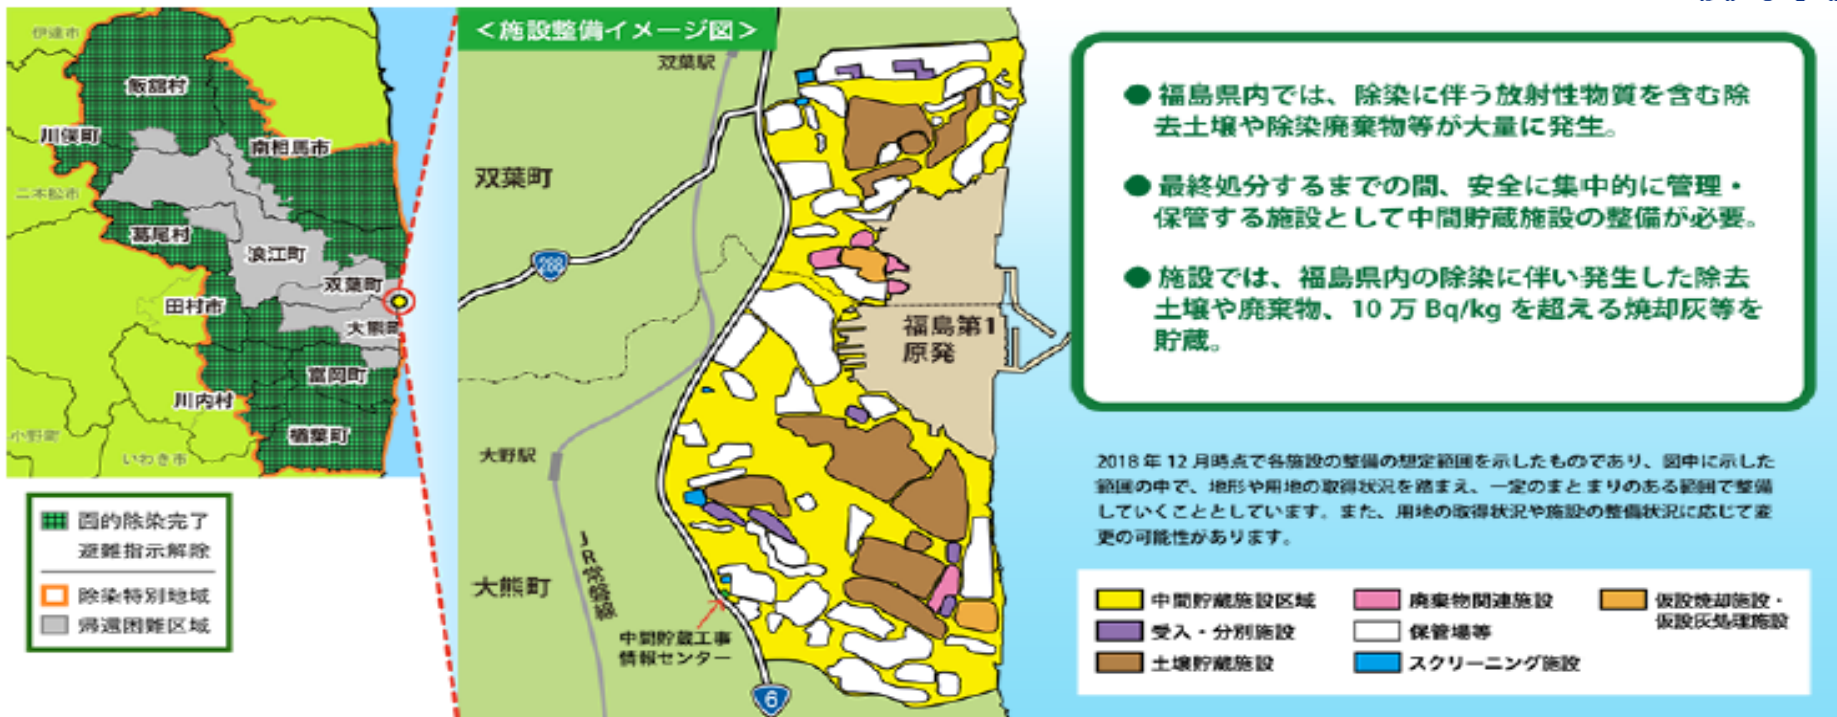 伊達市
飯舘村
川俣町
南相馬市
二本松市
葛尾村
浪江町
双葉町
田村市
大熊町
富岡町
川内村
楢葉町
小野町
いわき市
面的除染完了
避難指示解除
除染特別地域
帰還困難区域
＜施設整備イメージ図＞
双葉駅
双葉町
288
福島第1
原発
大野駅
JR常磐線
大熊町
中間貯蔵工事
情報センター
6
● 福島県内では、除染に伴う放射性物質を含む除
去土壌や除染廃棄物等が大量に発生。
● 最終処分するまでの間、安全に集中的に管理・
保管する施設として中間貯蔵施設の整備が必要。
● 施設では、福島県内の除染に伴い発生した除去
土壌や廃棄物、10 万 Bq/kg を超える焼却灰等を
貯蔵。
2018 年 12 月時点で各施設の整備の想定範囲を示したものであり、図中に示した
範囲の中で、地形や用地の取得状況を踏まえ、一定のまとまりのある範囲で整備
していくこととしています。また、用地の取得状況や施設の整備状況に応じて変
更の可能性があります。
中間貯蔵施設区域
廃棄物関連施設
仮設焼却施設・
仮設灰処理施設
受入・分別施設
保管場等
土壌貯蔵施設
スクリーニング施設